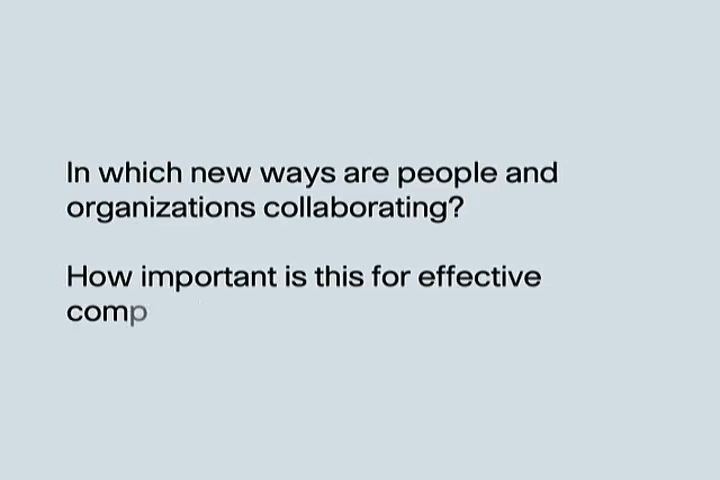 In which new ways are people and
organizations collaborating?
How important is this for effective
comp